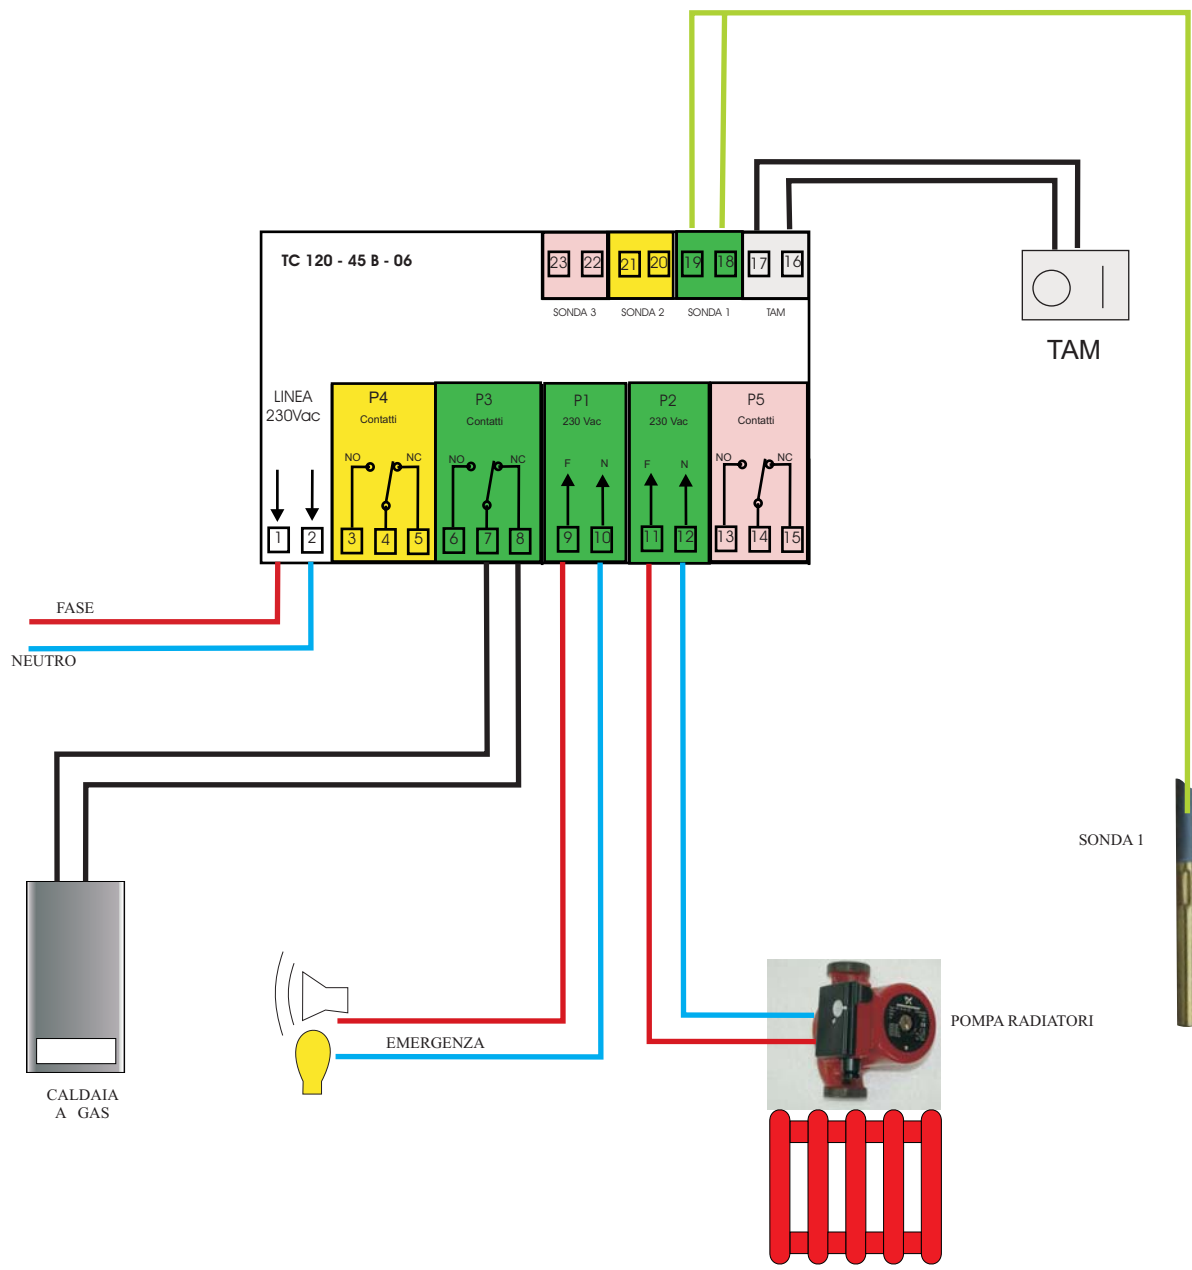 TC 120 - 45 B - 06
23 22 21 20 19 18 17 16
SONDA 3 SONDA 2 SONDA 1 TAM
TAM
LINEA
230Vac
P4
Contatti
NO NC
P3
Contatti
NO NC
P1
230 Vac
F N
P2
230 Vac
F N
P5
Contatti
NO NC
1 2 3 4 5 6 7 8 9 10 11 12 13 14 15
FASE
NEUTRO
SONDA 1
EMERGENZA
POMPA RADIATORI
CALDAIA
A GAS